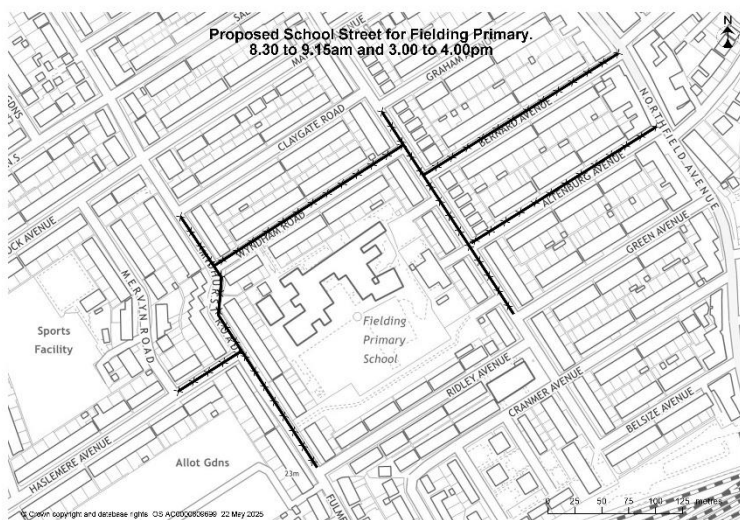 Proposed School Street for Fielding Primary.
8.30 to 9.15am and 3.00 to 4.00pm
N
GRAHAM
CLAYGATE ROAD
BERNARD AVENUE
NORTHFIELD AVENUE
ALTENBURG AVENUE
WYNDHAM ROAD
GREEN AVENUE
OCK AVENUE
MERVYN ROAD
Sports
Facility
Fielding
Primary
School
RIDLEY AVENUE
CRANMER AVENUE
BELSIZE AVENUE
HASLEMERE AVENUE
Allot Gdns
23m
0 25 50 75 100 125 metres
© Crown copyright and database rights OS AC0000809699 22 May 2025